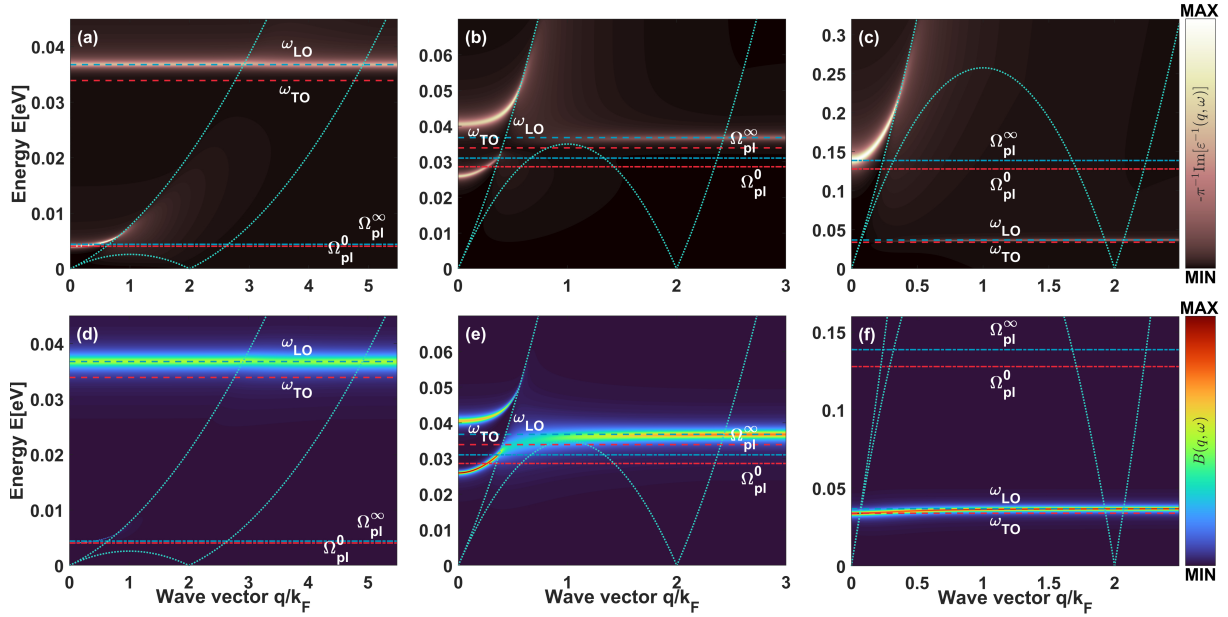 (a)
ω_LO
ω_TO
Ω_pl^∞
Ω_pl^0
Energy E[eV]
0.04
0.03
0.02
0.01
0
0 1 2 3 4 5
(b)
ω_TO
ω_LO
Ω_pl^∞
Ω_pl^0
0.06
0.05
0.04
0.03
0.02
0.01
0
0 1 2 3
(c)
Ω_pl^∞
Ω_pl^0
ω_LO
ω_TO
0.3
0.25
0.2
0.15
0.1
0.05
0
0 0.5 1 1.5 2
MAX
-π⁻¹Im[ε⁻¹(q, ω)]
MIN
(d)
ω_LO
ω_TO
Ω_pl^∞
Ω_pl^0
Energy E[eV]
0.04
0.03
0.02
0.01
0
0 1 2 3 4 5
Wave vector q/k_F
(e)
ω_TO
ω_LO
Ω_pl^∞
Ω_pl^0
0.06
0.05
0.04
0.03
0.02
0.01
0
0 1 2 3
Wave vector q/k_F
(f)
Ω_pl^∞
Ω_pl^0
ω_LO
ω_TO
0.15
0.1
0.05
0
0 0.5 1 1.5 2
Wave vector q/k_F
MAX
B(q, ω)
MIN